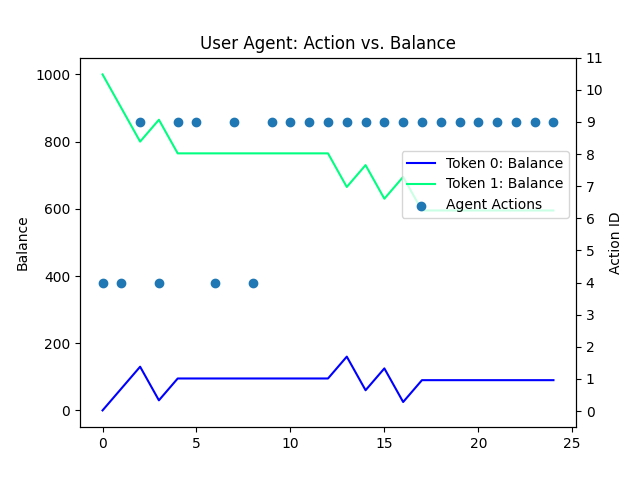 User Agent: Action vs. Balance
1000
800
600
400
200
0
Balance
11
10
9
8
7
6
5
4
3
2
1
0
Action ID
Token 0: Balance
Token 1: Balance
Agent Actions
0 5 10 15 20 25